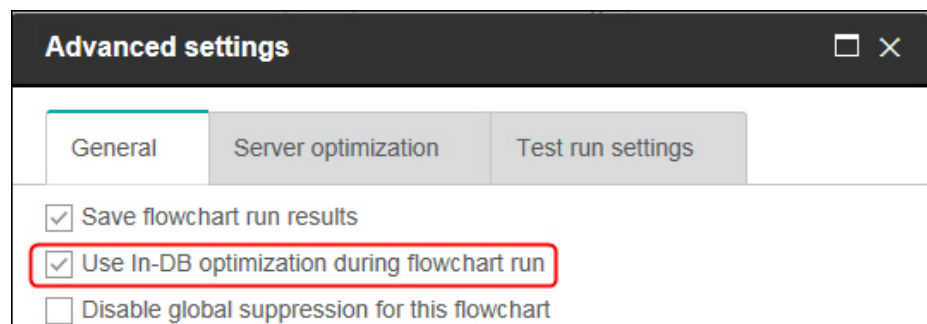 Advanced settings
General Server optimization Test run settings
Save flowchart run results
Use In-DB optimization during flowchart run
Disable global suppression for this flowchart